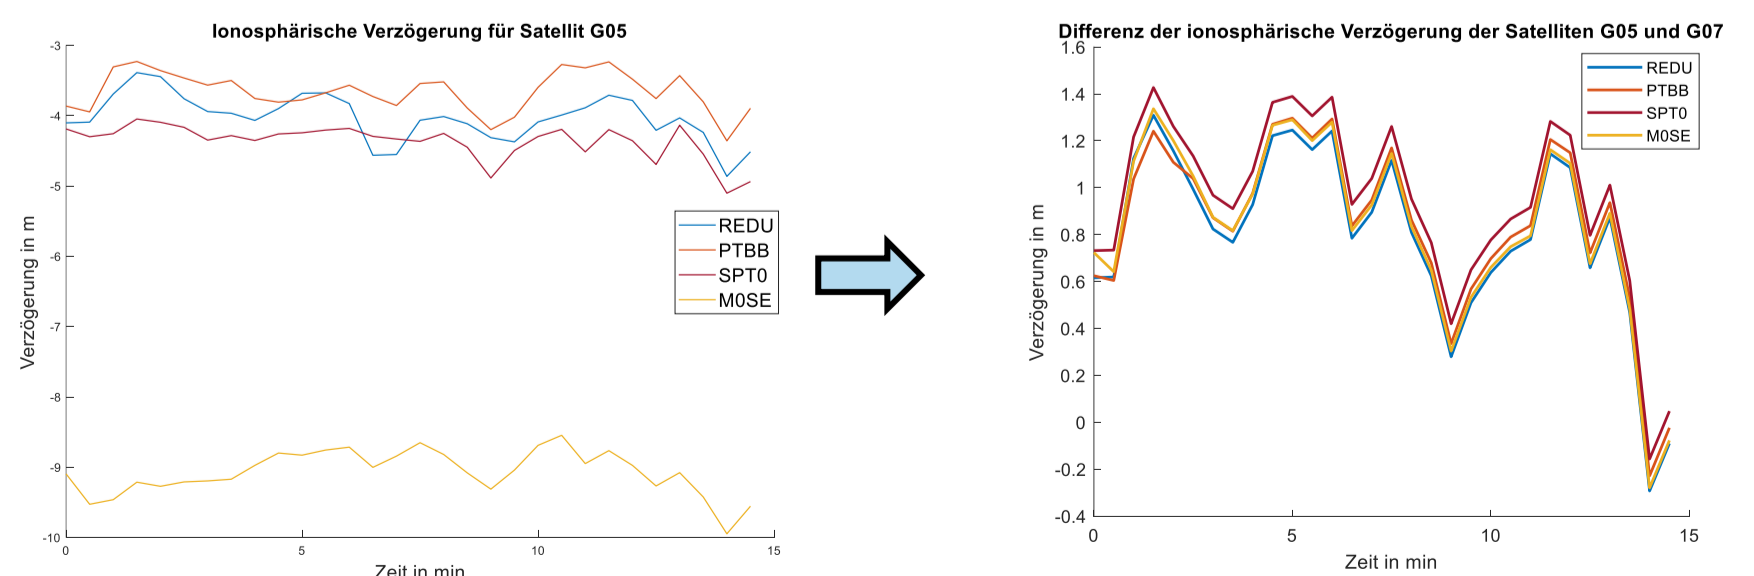 Ionosphärische Verzögerung für Satellit G05
-3
-4
-5
-6
-7
-8
-9
-10
0
5
10
15
Verzögerung in m
Zeit in min
REDU
PTBB
SPT0
M0SE
Differenz der ionosphärische Verzögerung der Satelliten G05 und G07
1.6
1.4
1.2
1
0.8
0.6
0.4
0.2
0
-0.2
-0.4
0
5
10
15
Verzögerung in m
Zeit in min
REDU
PTBB
SPT0
M0SE